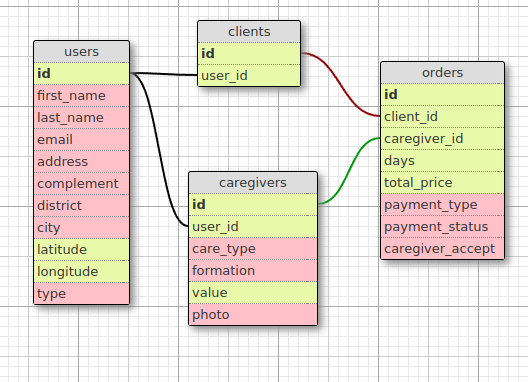 users
id
first_name
last_name
email
address
complement
district
city
latitude
longitude
type
clients
id
user_id
caregivers
id
user_id
care_type
formation
value
photo
orders
id
client_id
caregiver_id
days
total_price
payment_type
payment_status
caregiver_accept